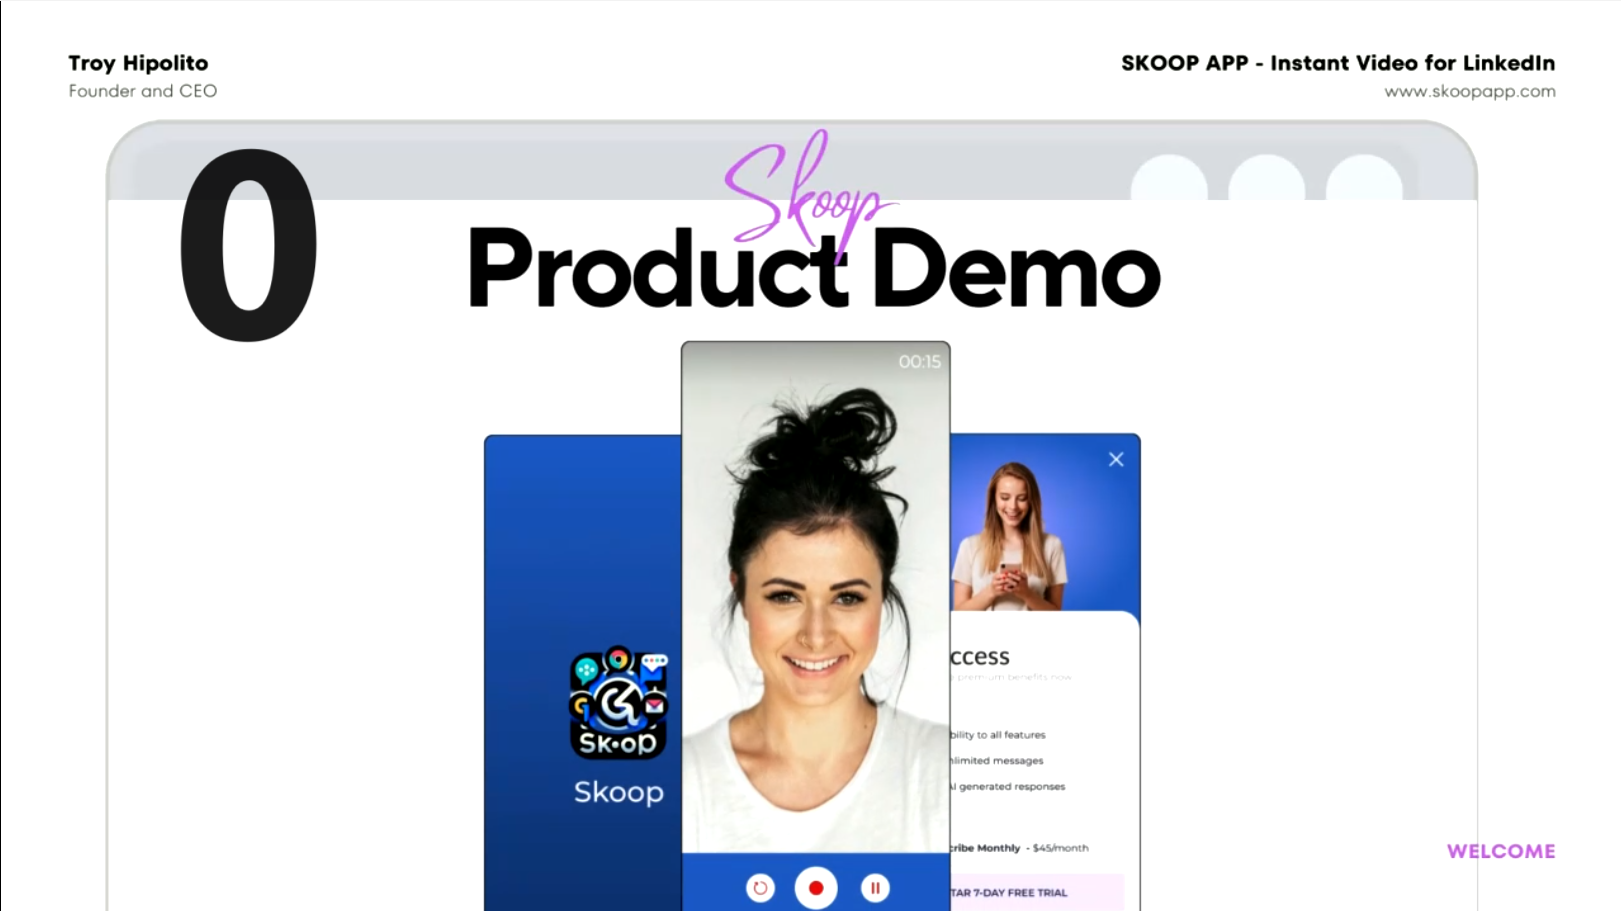 Troy Hipolito
Founder and CEO
SKOOP APP - Instant Video for LinkedIn
www.skoopapp.com
0
Skoop
Product Demo
00:15
Sk•op
Skoop
ccess
premium benefits now
bility to all features
nlimited messages
AI generated responses
cribe Monthly - $45/month
TAR 7-DAY FREE TRIAL
WELCOME